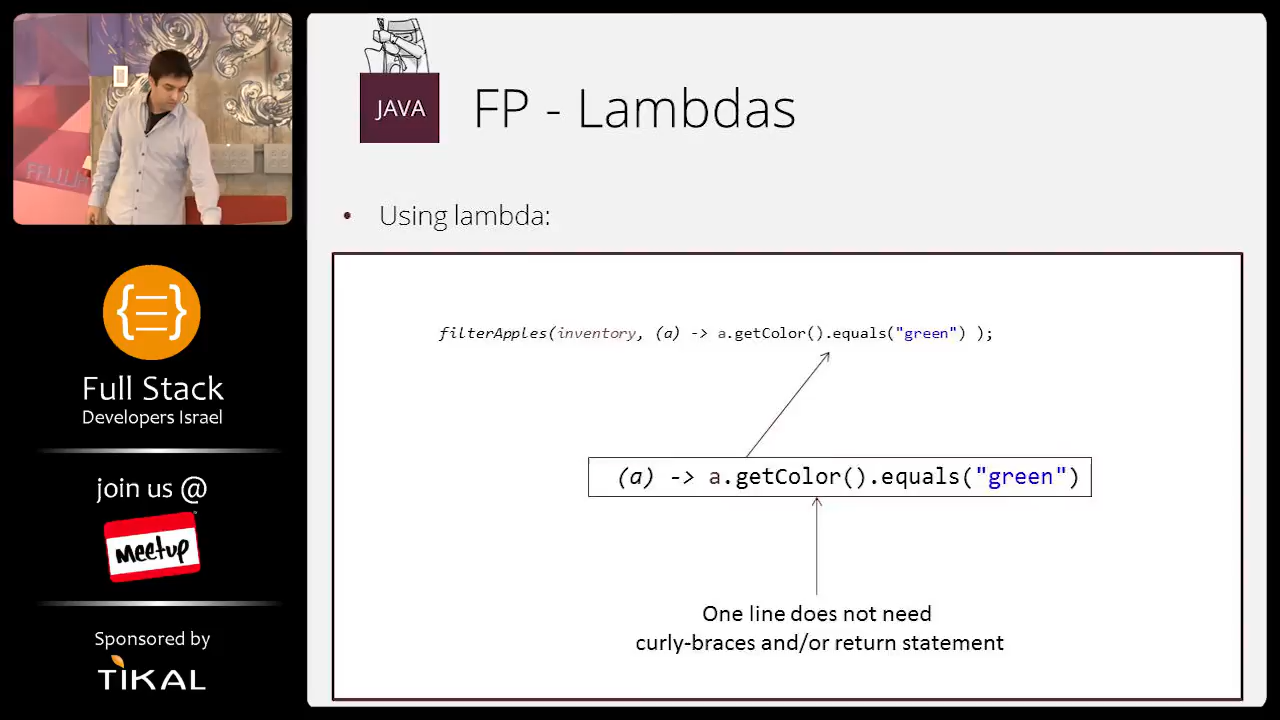 JAVA
FP - Lambdas
• Using lambda:
filterApples(inventory, (a) -> a.getColor().equals("green") );
(a) -> a.getColor().equals("green")
One line does not need
curly-braces and/or return statement
{ } 
Full Stack
Developers Israel
join us @
Meetup
Sponsored by
TIKAL